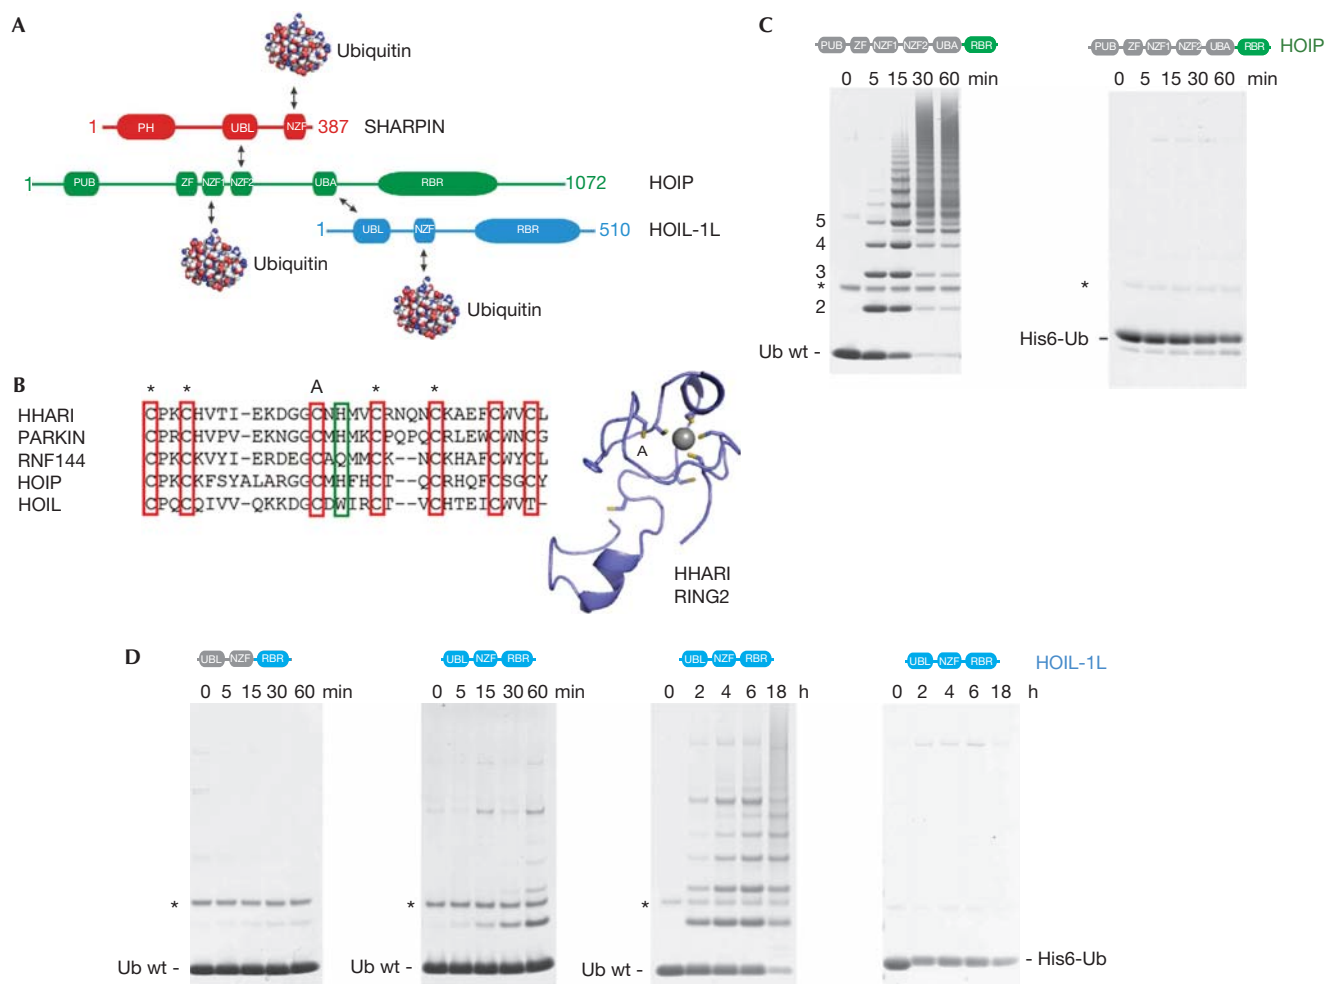 A
Ubiquitin
1 PH UBL NZF 387 SHARPIN
1 PUB ZF NZF1 NZF2 UBA RBR 1072 HOIP
1 UBL NZF RBR 510 HOIL-1L
Ubiquitin
Ubiquitin
B
* * A * *
HHARI CPKCHVTI-EKDGGCNHMVCRNQNCKAEFCWVCL
PARKIN CPRCHVPV-EKNGGCMHMKCPQPQCRLEWCWNCG
RNF144 CPKCKVYI-ERDEGCAQMMCK--NCKHAFCWYCL
HOIP CPKCKFSYALARGGCMHFHCT--QCRHQFCSGCY
HOIL CPQCQIVV-QKKDGCDWIRCT--VCHTEICWVT-
A
HHARI
RING2
C
PUB ZF NZF1 NZF2 UBA RBR
0 5 15 30 60 min
5
4
3
*
2
Ub wt -
PUB ZF NZF1 NZF2 UBA RBR HOIP
0 5 15 30 60 min
*
His6-Ub -
D
UBL NZF RBR
0 5 15 30 60 min
*
Ub wt -
UBL NZF RBR
0 5 15 30 60 min
*
Ub wt -
UBL NZF RBR
0 2 4 6 18 h
*
Ub wt -
UBL NZF RBR HOIL-1L
0 2 4 6 18 h
- His6-Ub